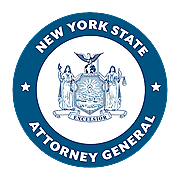 NEW YORK STATE
EXCELSIOR
ATTORNEY GENERAL